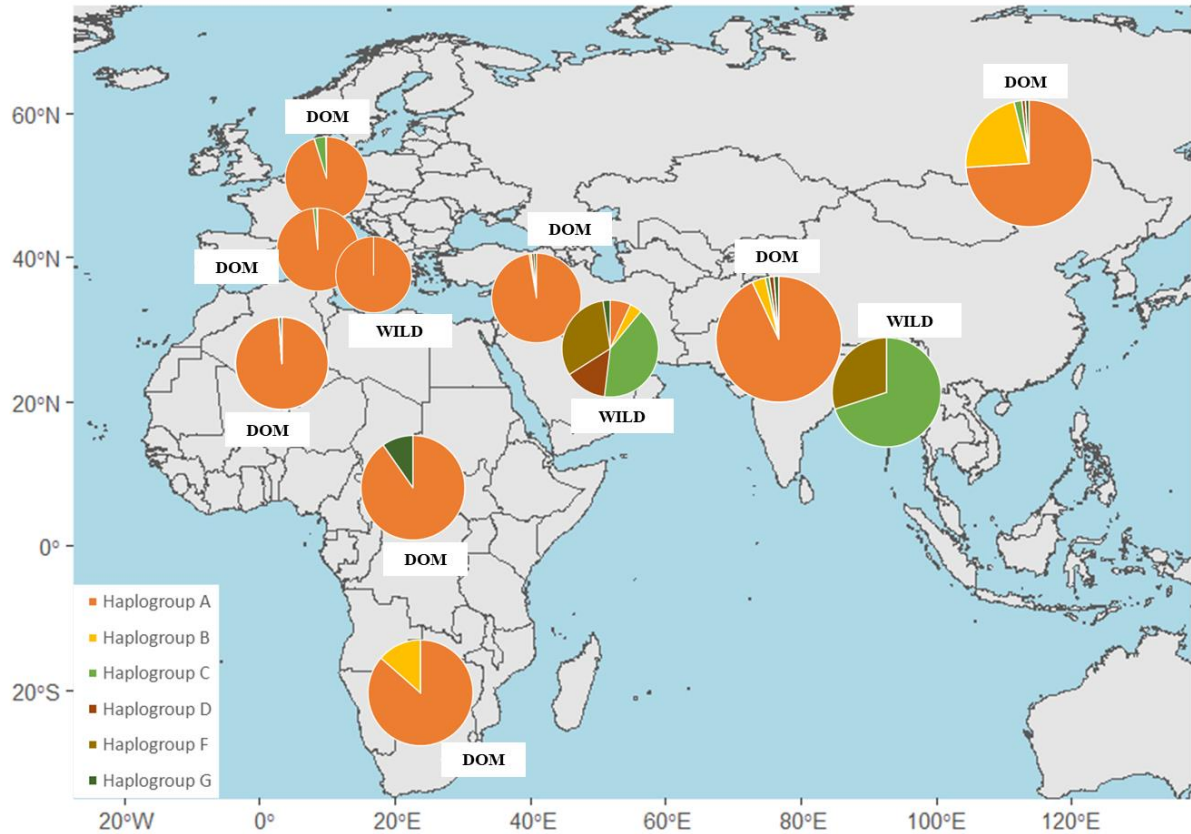 DOM
60°N
DOM
DOM
40°N
DOM
DOM
WILD
WILD
20°N
DOM
WILD
0°
DOM
Haplogroup A
Haplogroup B
Haplogroup C
20°S
Haplogroup D
Haplogroup F
DOM
Haplogroup G
20°W
0°
20°E
40°E
60°E
80°E
100°E
120°E